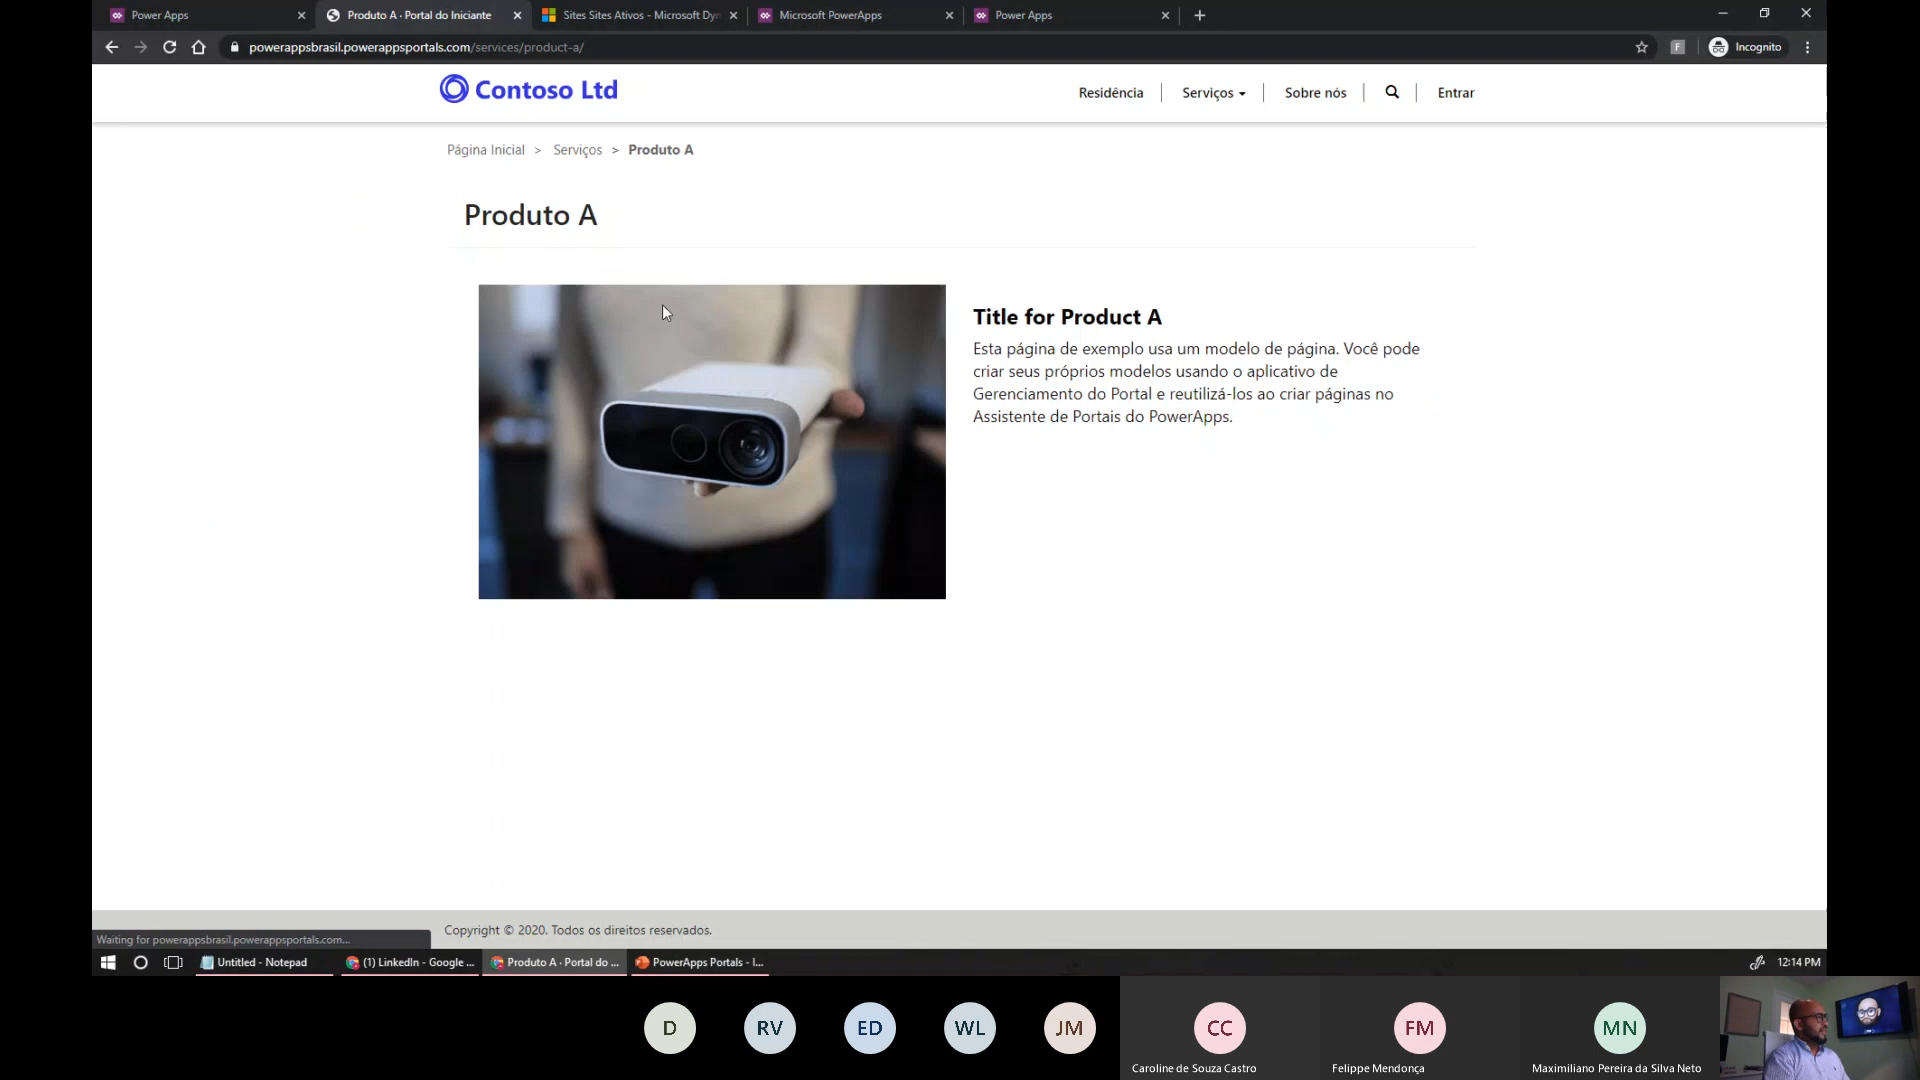 Power Apps
Produto A · Portal do Iniciante
Sites Sites Ativos - Microsoft Dyn
Microsoft PowerApps
Power Apps
powerappsbrasil.powerappsportals.com/services/product-a/
F
Incognito
Contoso Ltd
Residência
Serviços
Sobre nós
Entrar
Página Inicial > Serviços > Produto A
Produto A
Title for Product A
Esta página de exemplo usa um modelo de página. Você pode
criar seus próprios modelos usando o aplicativo de
Gerenciamento do Portal e reutilizá-los ao criar páginas no
Assistente de Portais do PowerApps.
Copyright © 2020. Todos os direitos reservados.
Waiting for powerappsbrasil.powerappsportals.com...
Untitled - Notepad
(1) LinkedIn - Google ...
Produto A · Portal do ...
PowerApps Portals - I...
12:14 PM
D
RV
ED
WL
JM
CC
FM
MN
Caroline de Souza Castro
Felippe Mendonça
Maximiliano Pereira da Silva Neto